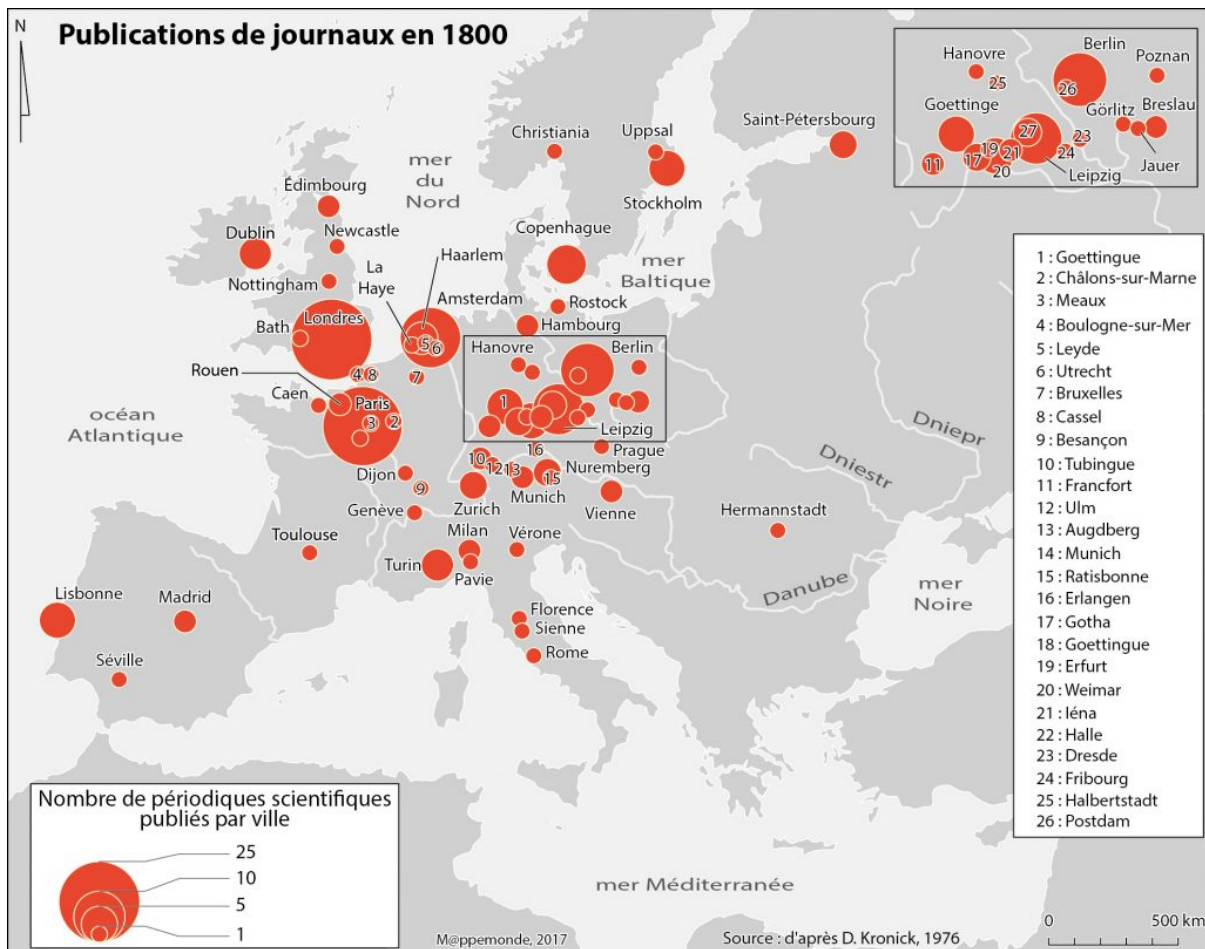 Publications de journaux en 1800
N
Hanovre
Berlin
Poznan
25
26
Goettinge
Görlitz
Breslau
27
23
19
21
24
17
11
20
Leipzig
Jauer
Christiania
Uppsal
Saint-Pétersbourg
Stockholm
mer
du
Nord
Édimbourg
Newcastle
Dublin
Copenhague
La
Haye
Haarlem
mer
Baltique
Nottingham
Amsterdam
Rostock
Bath
Londres
5
6
Hambourg
Hanovre
Berlin
Rouen
4
8
7
Caen
Paris
1
océan
Atlantique
3
2
Leipzig
Dniepr
16
Prague
10
Nuremberg
Dijon
12
13
15
Dniestr
9
Munich
Genève
Zurich
Vienne
Hermannstadt
Toulouse
Milan
Vérone
Turin
Pavie
Danube
mer
Noire
Lisbonne
Madrid
Florence
Sienne
Séville
Rome
1 : Goettingue
2 : Châlons-sur-Marne
3 : Meaux
4 : Boulogne-sur-Mer
5 : Leyde
6 : Utrecht
7 : Bruxelles
8 : Cassel
9 : Besançon
10 : Tubingue
11 : Francfort
12 : Ulm
13 : Augdberg
14 : Munich
15 : Ratisbonne
16 : Erlangen
17 : Gotha
18 : Goettingue
19 : Erfurt
20 : Weimar
21 : Iéna
22 : Halle
23 : Dresde
24 : Fribourg
25 : Halbertstadt
26 : Postdam
Nombre de périodiques scientifiques
publiés par ville
25
10
5
1
mer Méditerranée
0
500 km
M@ppemonde, 2017
Source : d'après D. Kronick, 1976